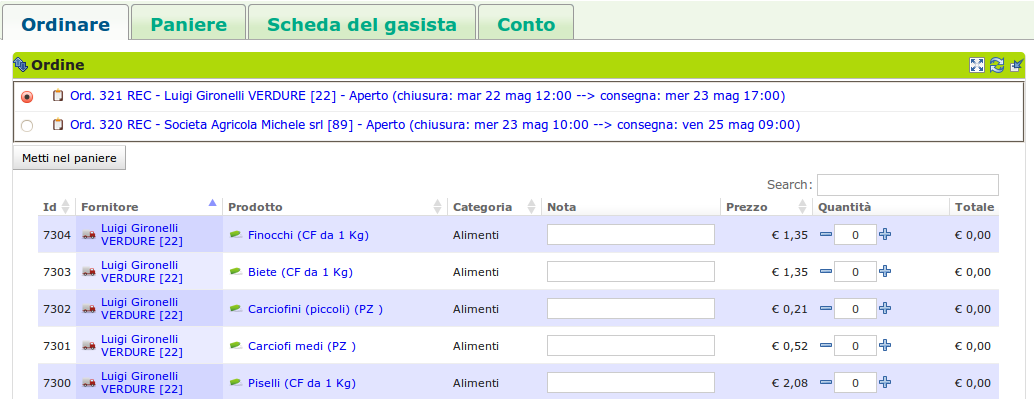 Ordinare Paniere Scheda del gasista Conto
Ordine
Ord. 321 REC - Luigi Gironelli VERDURE [22] - Aperto (chiusura: mar 22 mag 12:00 --> consegna: mer 23 mag 17:00)
Ord. 320 REC - Societa Agricola Michele srl [89] - Aperto (chiusura: mer 23 mag 10:00 --> consegna: ven 25 mag 09:00)
Metti nel paniere
Search:
Id Fornitore Prodotto Categoria Nota Prezzo Quantità Totale
7304 Luigi Gironelli VERDURE [22] Finocchi (CF da 1 Kg) Alimenti € 1,35 0 € 0,00
7303 Luigi Gironelli VERDURE [22] Biete (CF da 1 Kg) Alimenti € 1,35 0 € 0,00
7302 Luigi Gironelli VERDURE [22] Carciofini (piccoli) (PZ ) Alimenti € 0,21 0 € 0,00
7301 Luigi Gironelli VERDURE [22] Carciofi medi (PZ ) Alimenti € 0,52 0 € 0,00
7300 Luigi Gironelli VERDURE [22] Piselli (CF da 1 Kg) Alimenti € 2,08 0 € 0,00